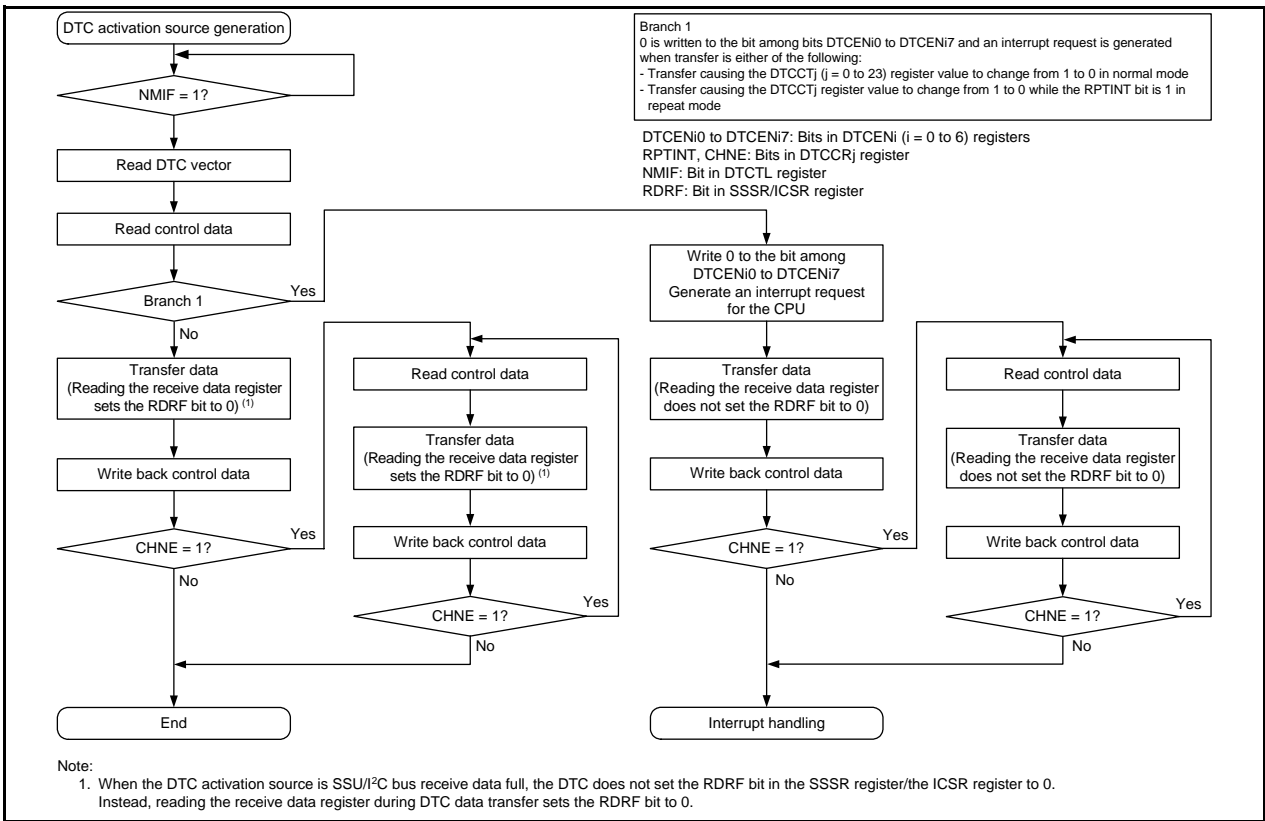 DTC activation source generation
NMIF = 1?
Read DTC vector
Read control data
Branch 1
Yes
No
Transfer data
(Reading the receive data register
sets the RDRF bit to 0) (1)
Write back control data
CHNE = 1?
Yes
No
End
Read control data
Transfer data
(Reading the receive data register
sets the RDRF bit to 0) (1)
Write back control data
CHNE = 1?
Yes
No
Branch 1
0 is written to the bit among bits DTCENi0 to DTCENi7 and an interrupt request is generated
when transfer is either of the following:
- Transfer causing the DTCCTj (j = 0 to 23) register value to change from 1 to 0 in normal mode
- Transfer causing the DTCCTj register value to change from 1 to 0 while the RPTINT bit is 1 in
repeat mode
DTCENi0 to DTCENi7: Bits in DTCENi (i = 0 to 6) registers
RPTINT, CHNE: Bits in DTCCRj register
NMIF: Bit in DTCTL register
RDRF: Bit in SSSR/ICSR register
Write 0 to the bit among
DTCENi0 to DTCENi7
Generate an interrupt request
for the CPU
Transfer data
(Reading the receive data register
does not set the RDRF bit to 0)
Write back control data
CHNE = 1?
Yes
No
Interrupt handling
Read control data
Transfer data
(Reading the receive data register
does not set the RDRF bit to 0)
Write back control data
CHNE = 1?
Yes
No
Note:
1. When the DTC activation source is SSU/I²C bus receive data full, the DTC does not set the RDRF bit in the SSSR register/the ICSR register to 0.
Instead, reading the receive data register during DTC data transfer sets the RDRF bit to 0.